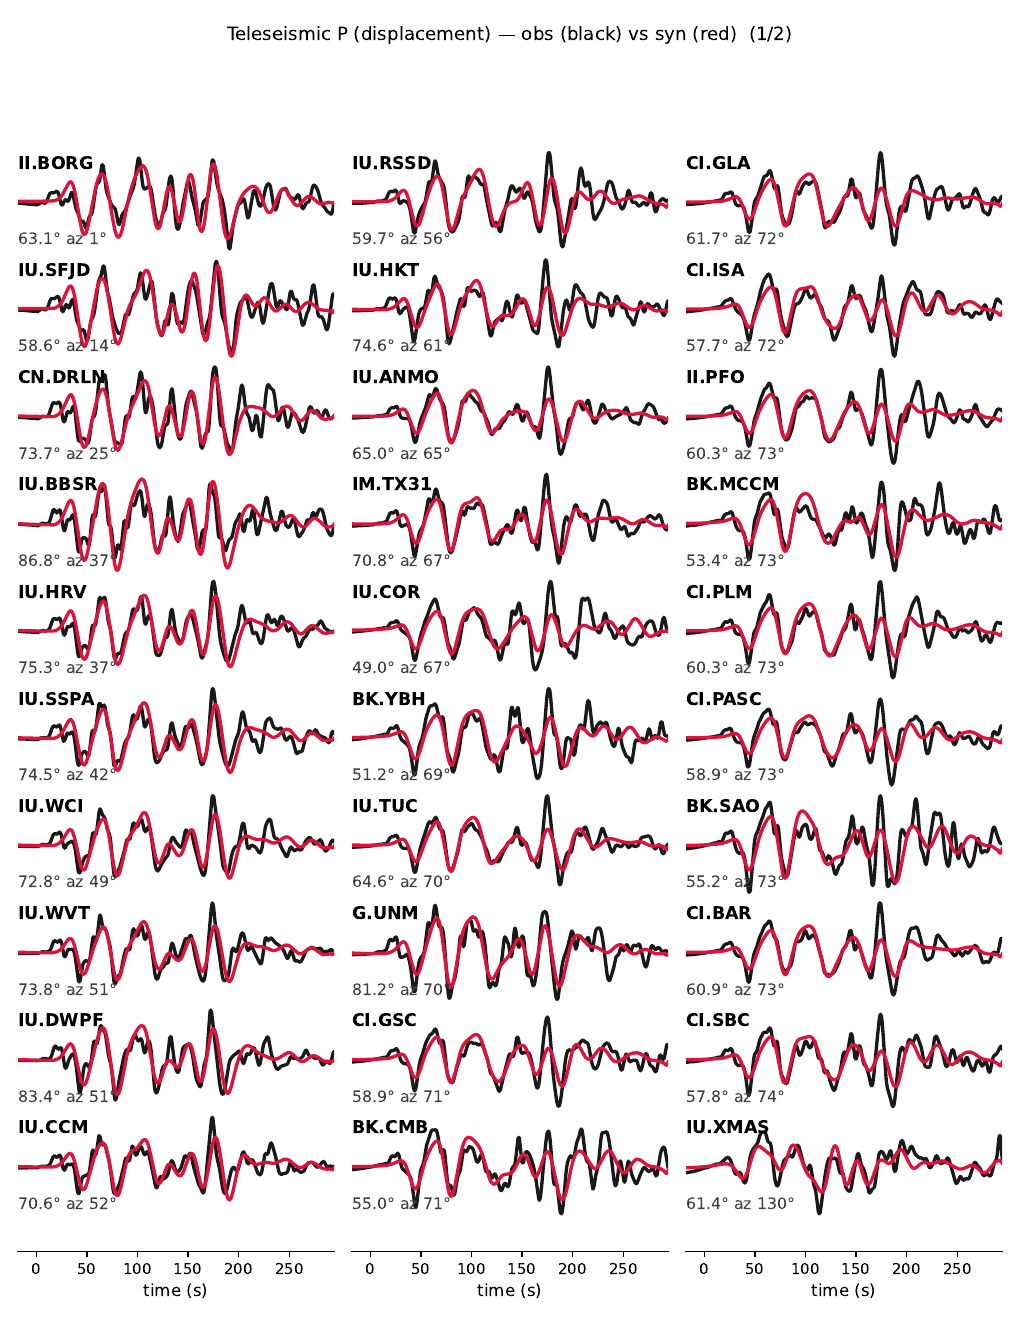 Teleseismic P (displacement) — obs (black) vs syn (red)  (1/2)
II.BORG
63.1° az 1°
IU.SFJD
58.6° az 14°
CN.DRLN
73.7° az 25°
IU.BBSR
86.8° az 37°
IU.HRV
75.3° az 37°
IU.SSPA
74.5° az 42°
IU.WCI
72.8° az 49°
IU.WVT
73.8° az 51°
IU.DWPF
83.4° az 51°
IU.CCM
70.6° az 52°
0 50 100 150 200 250
time (s)
IU.RSSD
59.7° az 56°
IU.HKT
74.6° az 61°
IU.ANMO
65.0° az 65°
IM.TX31
70.8° az 67°
IU.COR
49.0° az 67°
BK.YBH
51.2° az 69°
IU.TUC
64.6° az 70°
G.UNM
81.2° az 70°
CI.GSC
58.9° az 71°
BK.CMB
55.0° az 71°
0 50 100 150 200 250
time (s)
CI.GLA
61.7° az 72°
CI.ISA
57.7° az 72°
II.PFO
60.3° az 73°
BK.MCCM
53.4° az 73°
CI.PLM
60.3° az 73°
CI.PASC
58.9° az 73°
BK.SAO
55.2° az 73°
CI.BAR
60.9° az 73°
CI.SBC
57.8° az 74°
IU.XMAS
61.4° az 130°
0 50 100 150 200 250
time (s)